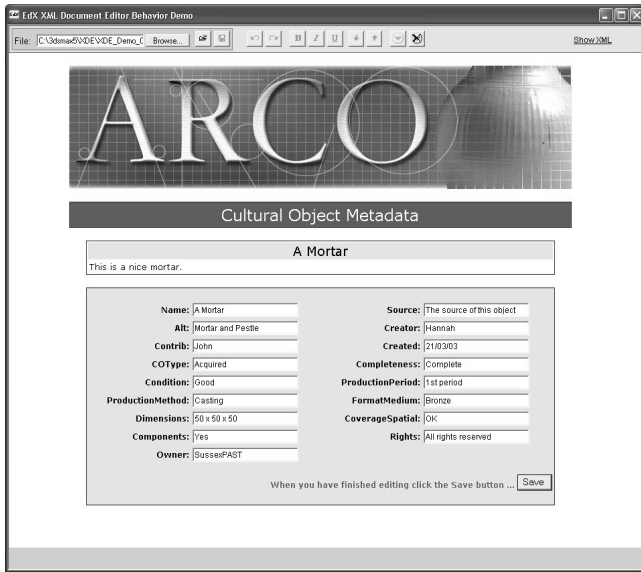 EdX XML Document Editor Behavior Demo
File: C:\3dsmax5\XDE\XDE_Demo_C Browse... B I U Show XML
ARCO
Cultural Object Metadata
A Mortar
This is a nice mortar.
Name: A Mortar Source: The source of this object
Alt: Mortar and Pestle Creator: Hannah
Contrib: John Created: 21/03/03
COType: Acquired Completeness: Complete
Condition: Good ProductionPeriod: 1st period
ProductionMethod: Casting FormatMedium: Bronze
Dimensions: 50 x 50 x 50 CoverageSpatial: OK
Components: Yes Rights: All rights reserved
Owner: SussexPAST
When you have finished editing click the Save button ... Save